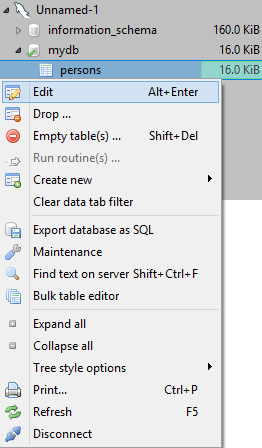 Unnamed-1
information_schema 160.0 KiB
mydb 16.0 KiB
persons 16.0 KiB
Edit Alt+Enter
Drop ...
Empty table(s) ... Shift+Del
Run routine(s) ...
Create new
Clear data tab filter
Export database as SQL
Maintenance
Find text on server Shift+Ctrl+F
Bulk table editor
Expand all
Collapse all
Tree style options
Print... Ctrl+P
Refresh F5
Disconnect